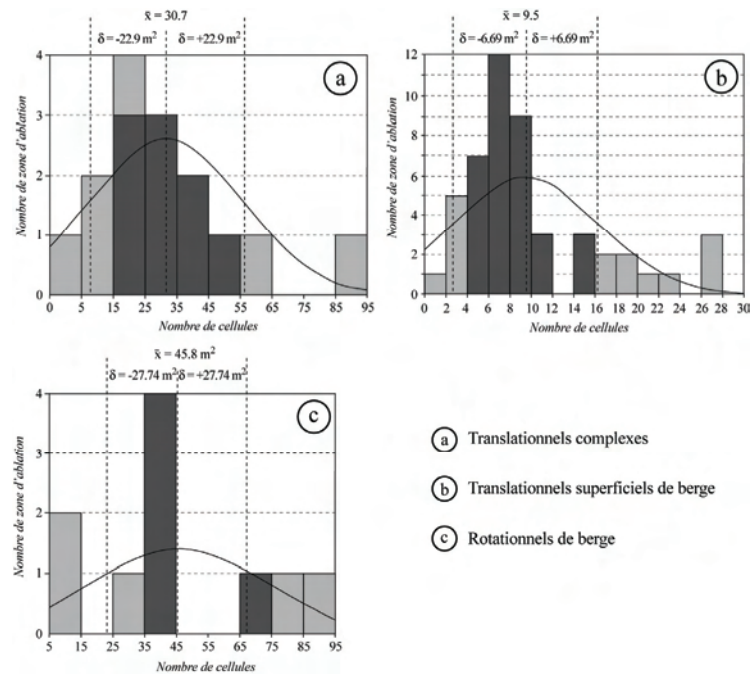 x̄ = 30.7
δ = -22.9 m² δ = +22.9 m²
Nombre de zone d'ablation
4
3
2
1
0
a
0 5 15 25 35 45 55 65 75 85 95
Nombre de cellules
x̄ = 9.5
δ = -6.69 m² δ = +6.69 m²
Nombre de zone d'ablation
12
10
8
6
4
2
0
b
0 2 4 6 8 10 12 14 16 18 20 22 24 26 28 30
Nombre de cellules
x̄ = 45.8 m²
δ = -27.74 m² δ = +27.74 m²
Nombre de zone d'ablation
4
3
2
1
0
c
5 15 25 35 45 55 65 75 85 95
Nombre de cellules
a Translationnels complexes
b Translationnels superficiels de berge
c Rotationnels de berge